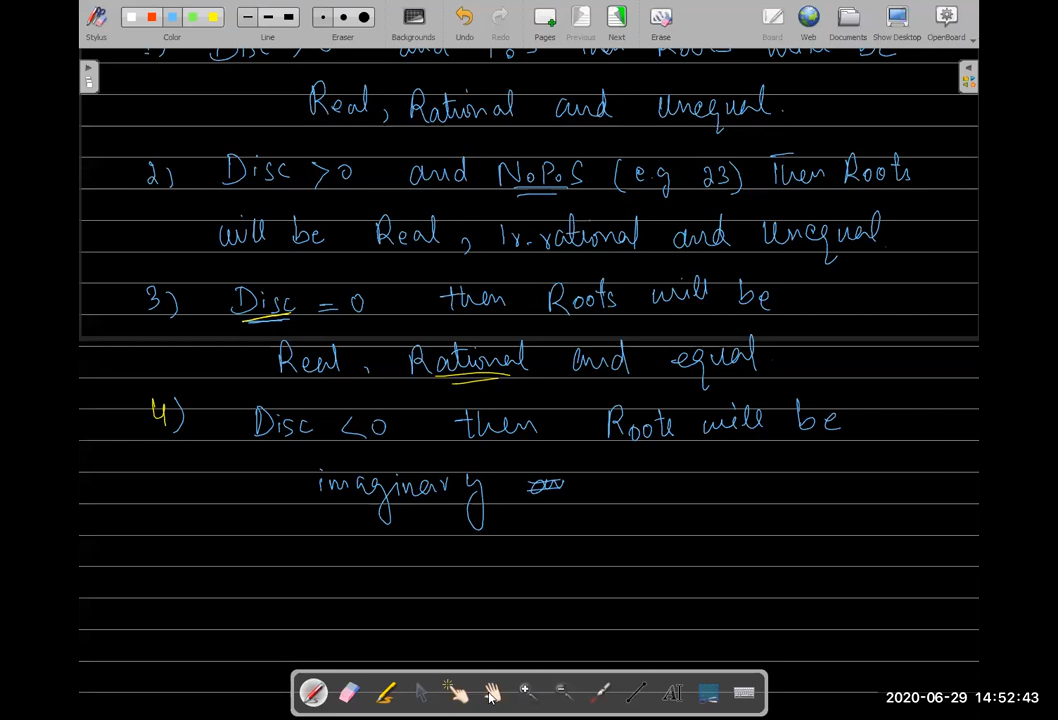 Stylus
Color
Line
Eraser
Backgrounds
Undo
Redo
Pages
Previous
Next
Erase
Board
Web
Documents
Show Desktop
OpenBoard
Real, Rational and unequal.
2) Disc >0 and NoPoS (e.g 23) Then Roots
will be Real, Ir-rational and Unequal.
3) Disc = 0 then Roots will be
Real, Rational and equal
4) Disc <0 then Roots will be
imaginary
2020-06-29 14:52:43